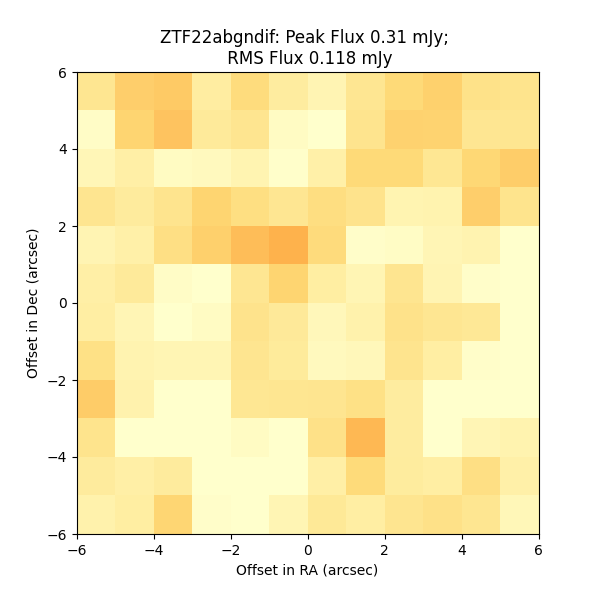 ZTF22abgndif: Peak Flux 0.31 mJy;
RMS Flux 0.118 mJy
6
4
2
0
−2
−4
−6
Offset in Dec (arcsec)
−6 −4 −2 0 2 4 6
Offset in RA (arcsec)